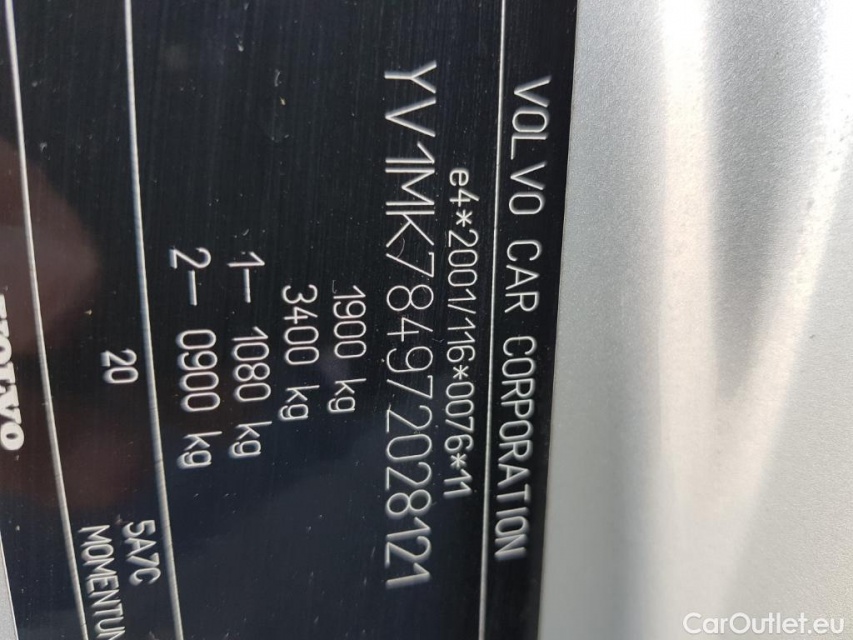 VOLVO CAR CORPORATION
e4*2001/116*0076*11
YV1MK784972028121
1900 kg
3400 kg
1— 1080 kg
2— 0900 kg
20
5A7C
MOMENTUM
VOLVO
CarOutlet.eu